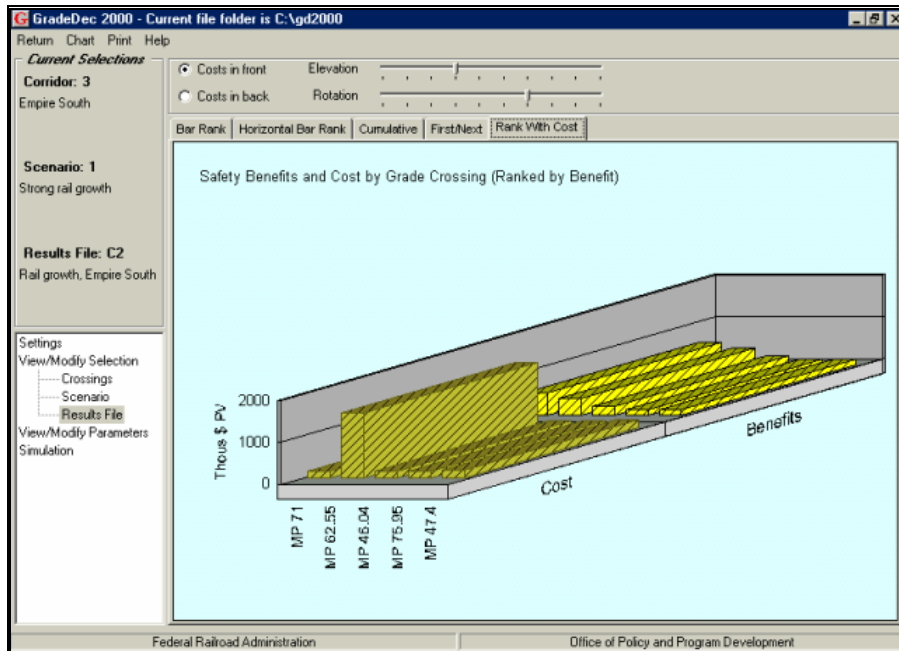 GradeDec 2000 - Current file folder is C:\gd2000
Return Chart Print Help
Current Selections
Corridor: 3
Empire South
Scenario: 1
Strong rail growth
Results File: C2
Rail growth, Empire South
Settings
View/Modify Selection
Crossings
Scenario
Results File
View/Modify Parameters
Simulation
Costs in front
Elevation
Costs in back
Rotation
Bar Rank
Horizontal Bar Rank
Cumulative
First/Next
Rank With Cost
Safety Benefits and Cost by Grade Crossing (Ranked by Benefit)
Thous $ PV
2000
1000
0
MP 71
MP 62.55
MP 46.04
MP 75.95
MP 47.4
Cost
Benefits
Federal Railroad Administration
Office of Policy and Program Development